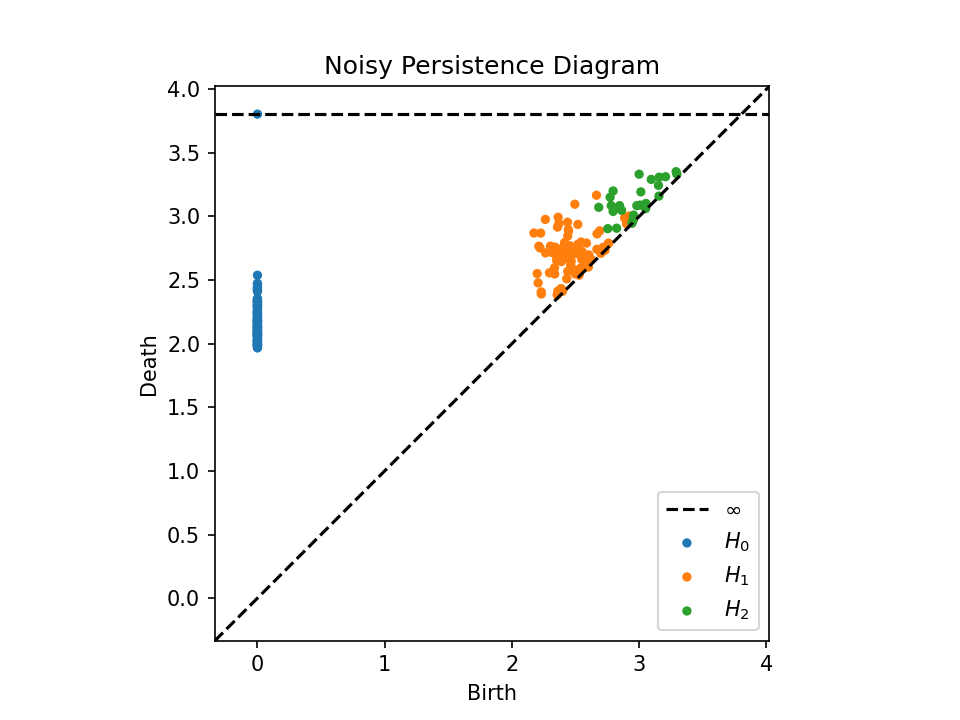 Noisy Persistence Diagram
4.0
3.5
3.0
2.5
2.0
1.5
1.0
0.5
0.0
Death
0 1 2 3 4
Birth
∞
H₀
H₁
H₂